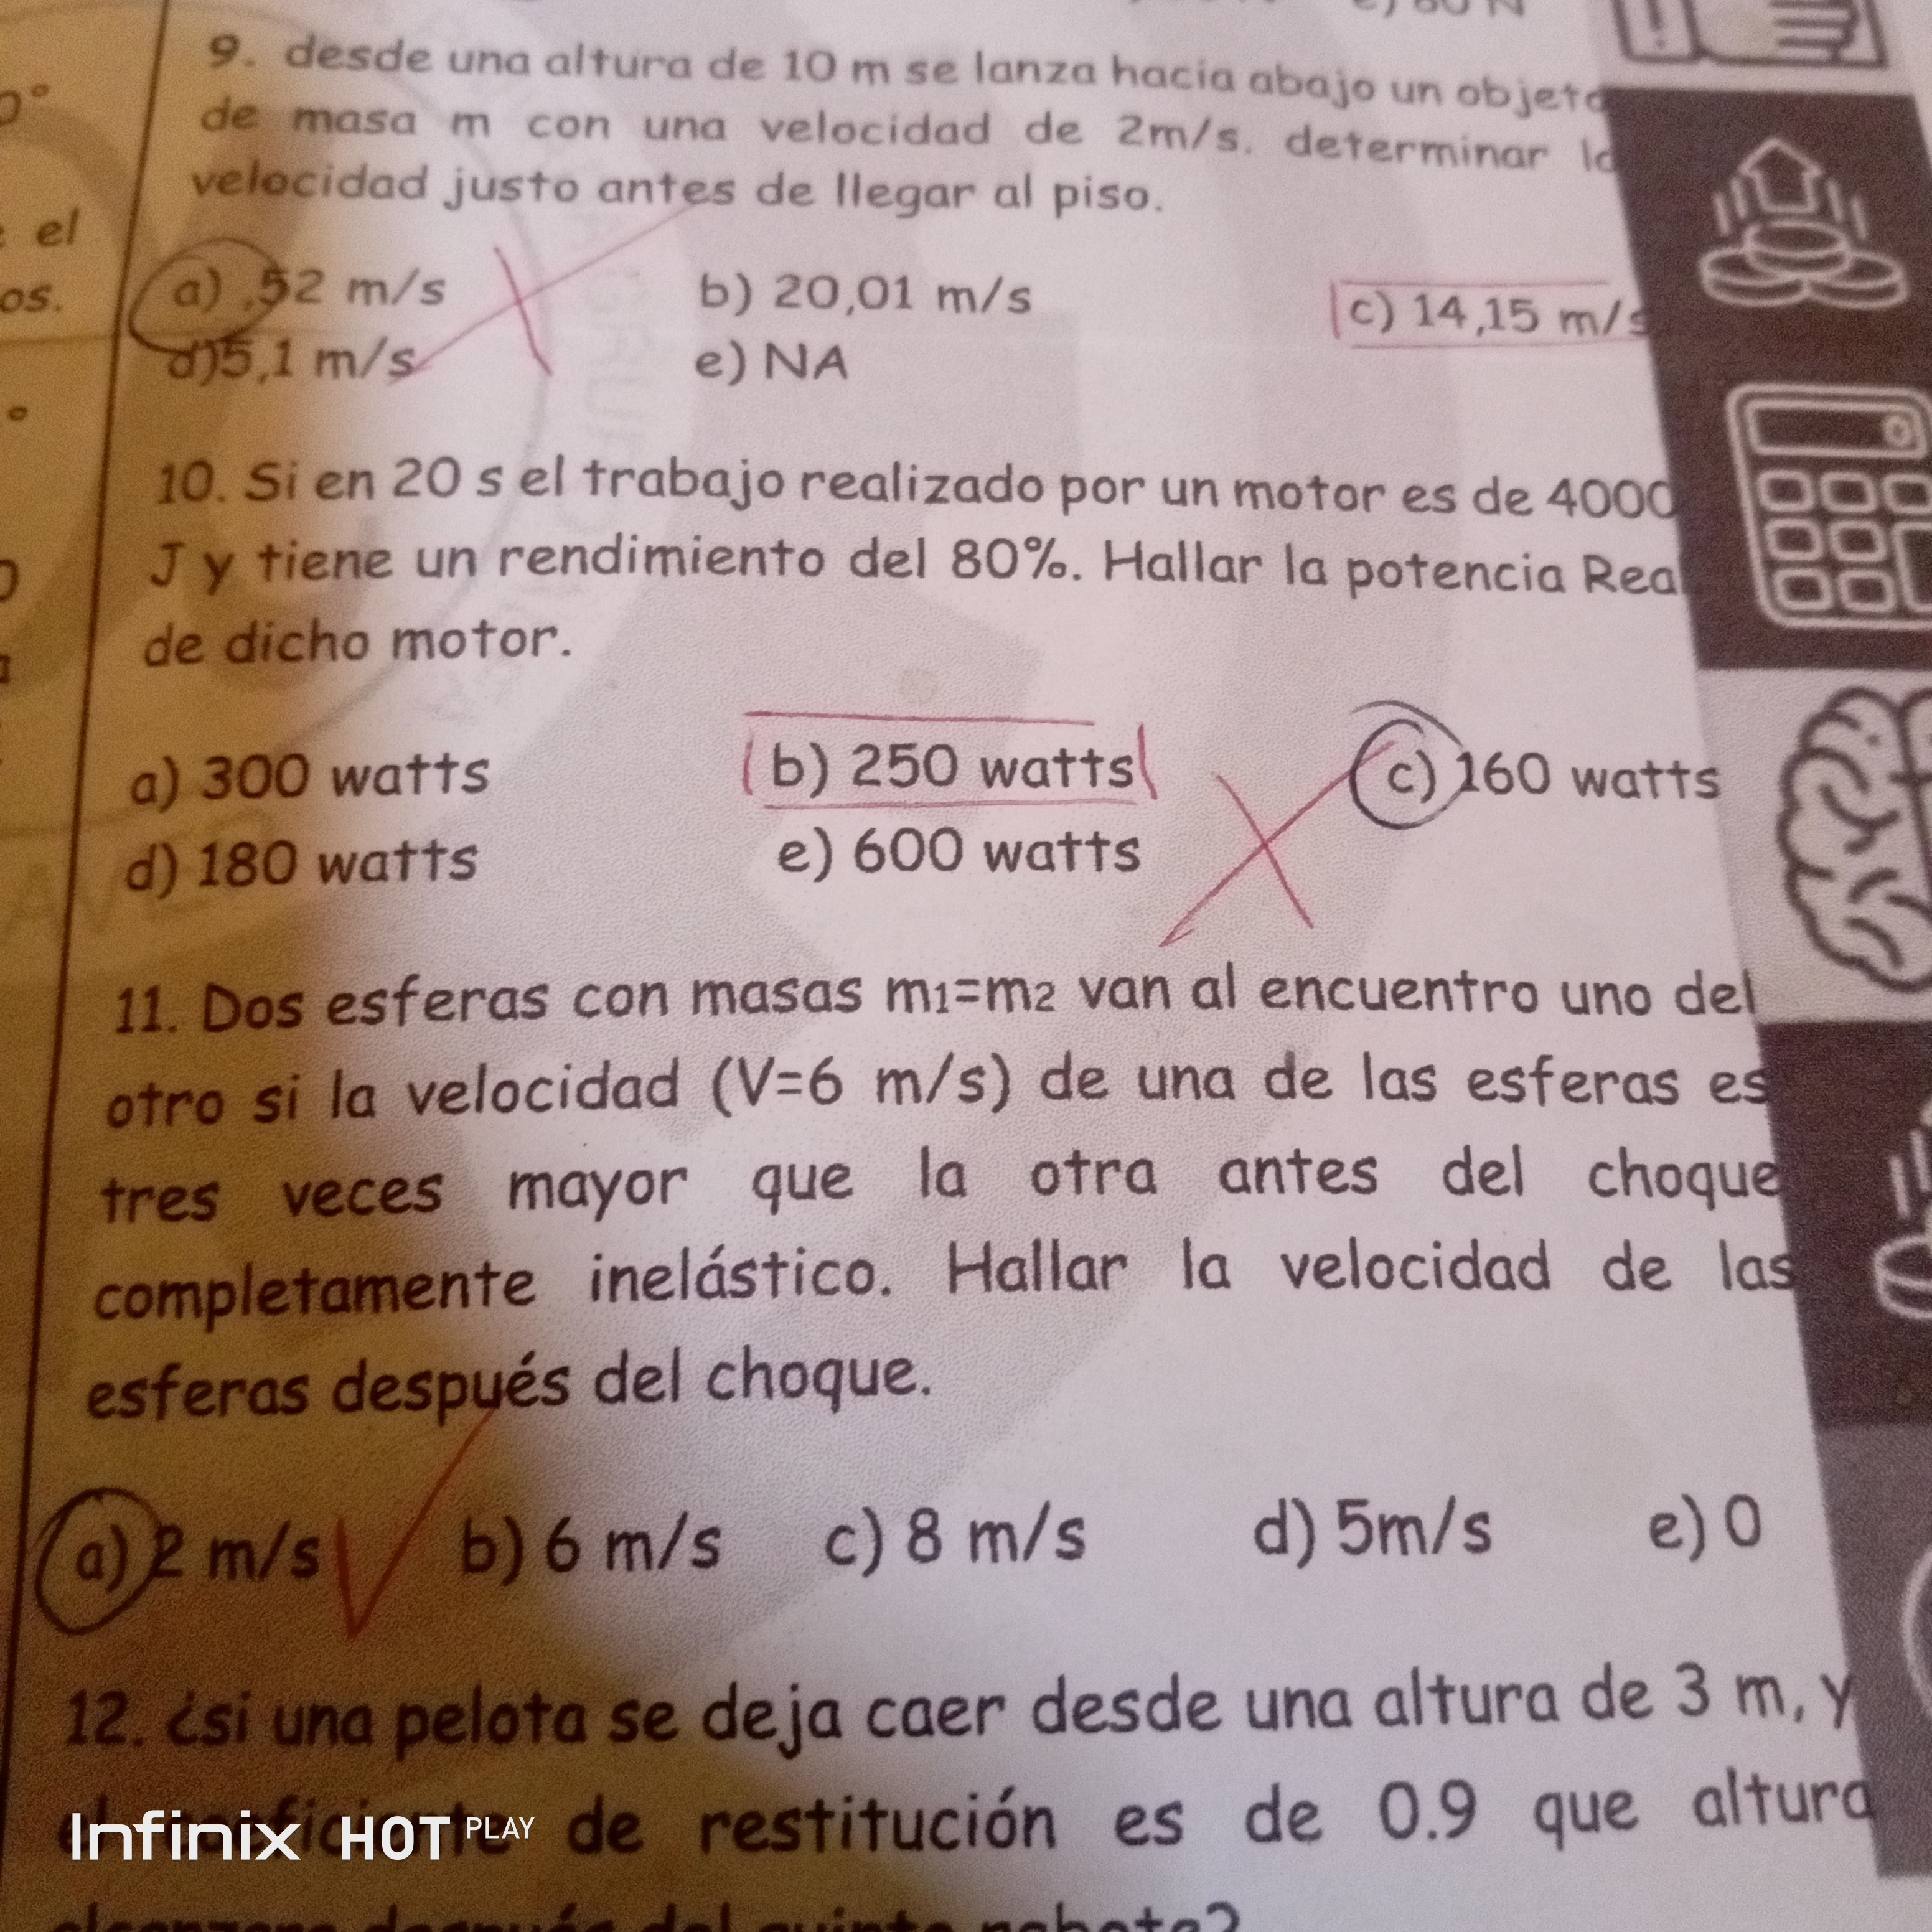 el
os.
9. desde una altura de 10 m se lanza hacia abajo un objeto
de masa m con una velocidad de 2m/s. determinar la
velocidad justo antes de llegar al piso.
a) ,52 m/s b) 20,01 m/s c) 14,15 m/s
d)5,1 m/s e) NA
10. Si en 20 s el trabajo realizado por un motor es de 4000
J y tiene un rendimiento del 80%. Hallar la potencia Real
de dicho motor.
a) 300 watts b) 250 watts c) 160 watts
d) 180 watts e) 600 watts
11. Dos esferas con masas m1=m2 van al encuentro uno del
otro si la velocidad (V=6 m/s) de una de las esferas es
tres veces mayor que la otra antes del choque
completamente inelástico. Hallar la velocidad de las
esferas después del choque.
a) 2 m/s b) 6 m/s c) 8 m/s d) 5m/s e) 0
12. ¿si una pelota se deja caer desde una altura de 3 m, y
de restitución es de 0.9 que altura
Infinix HOT PLAY